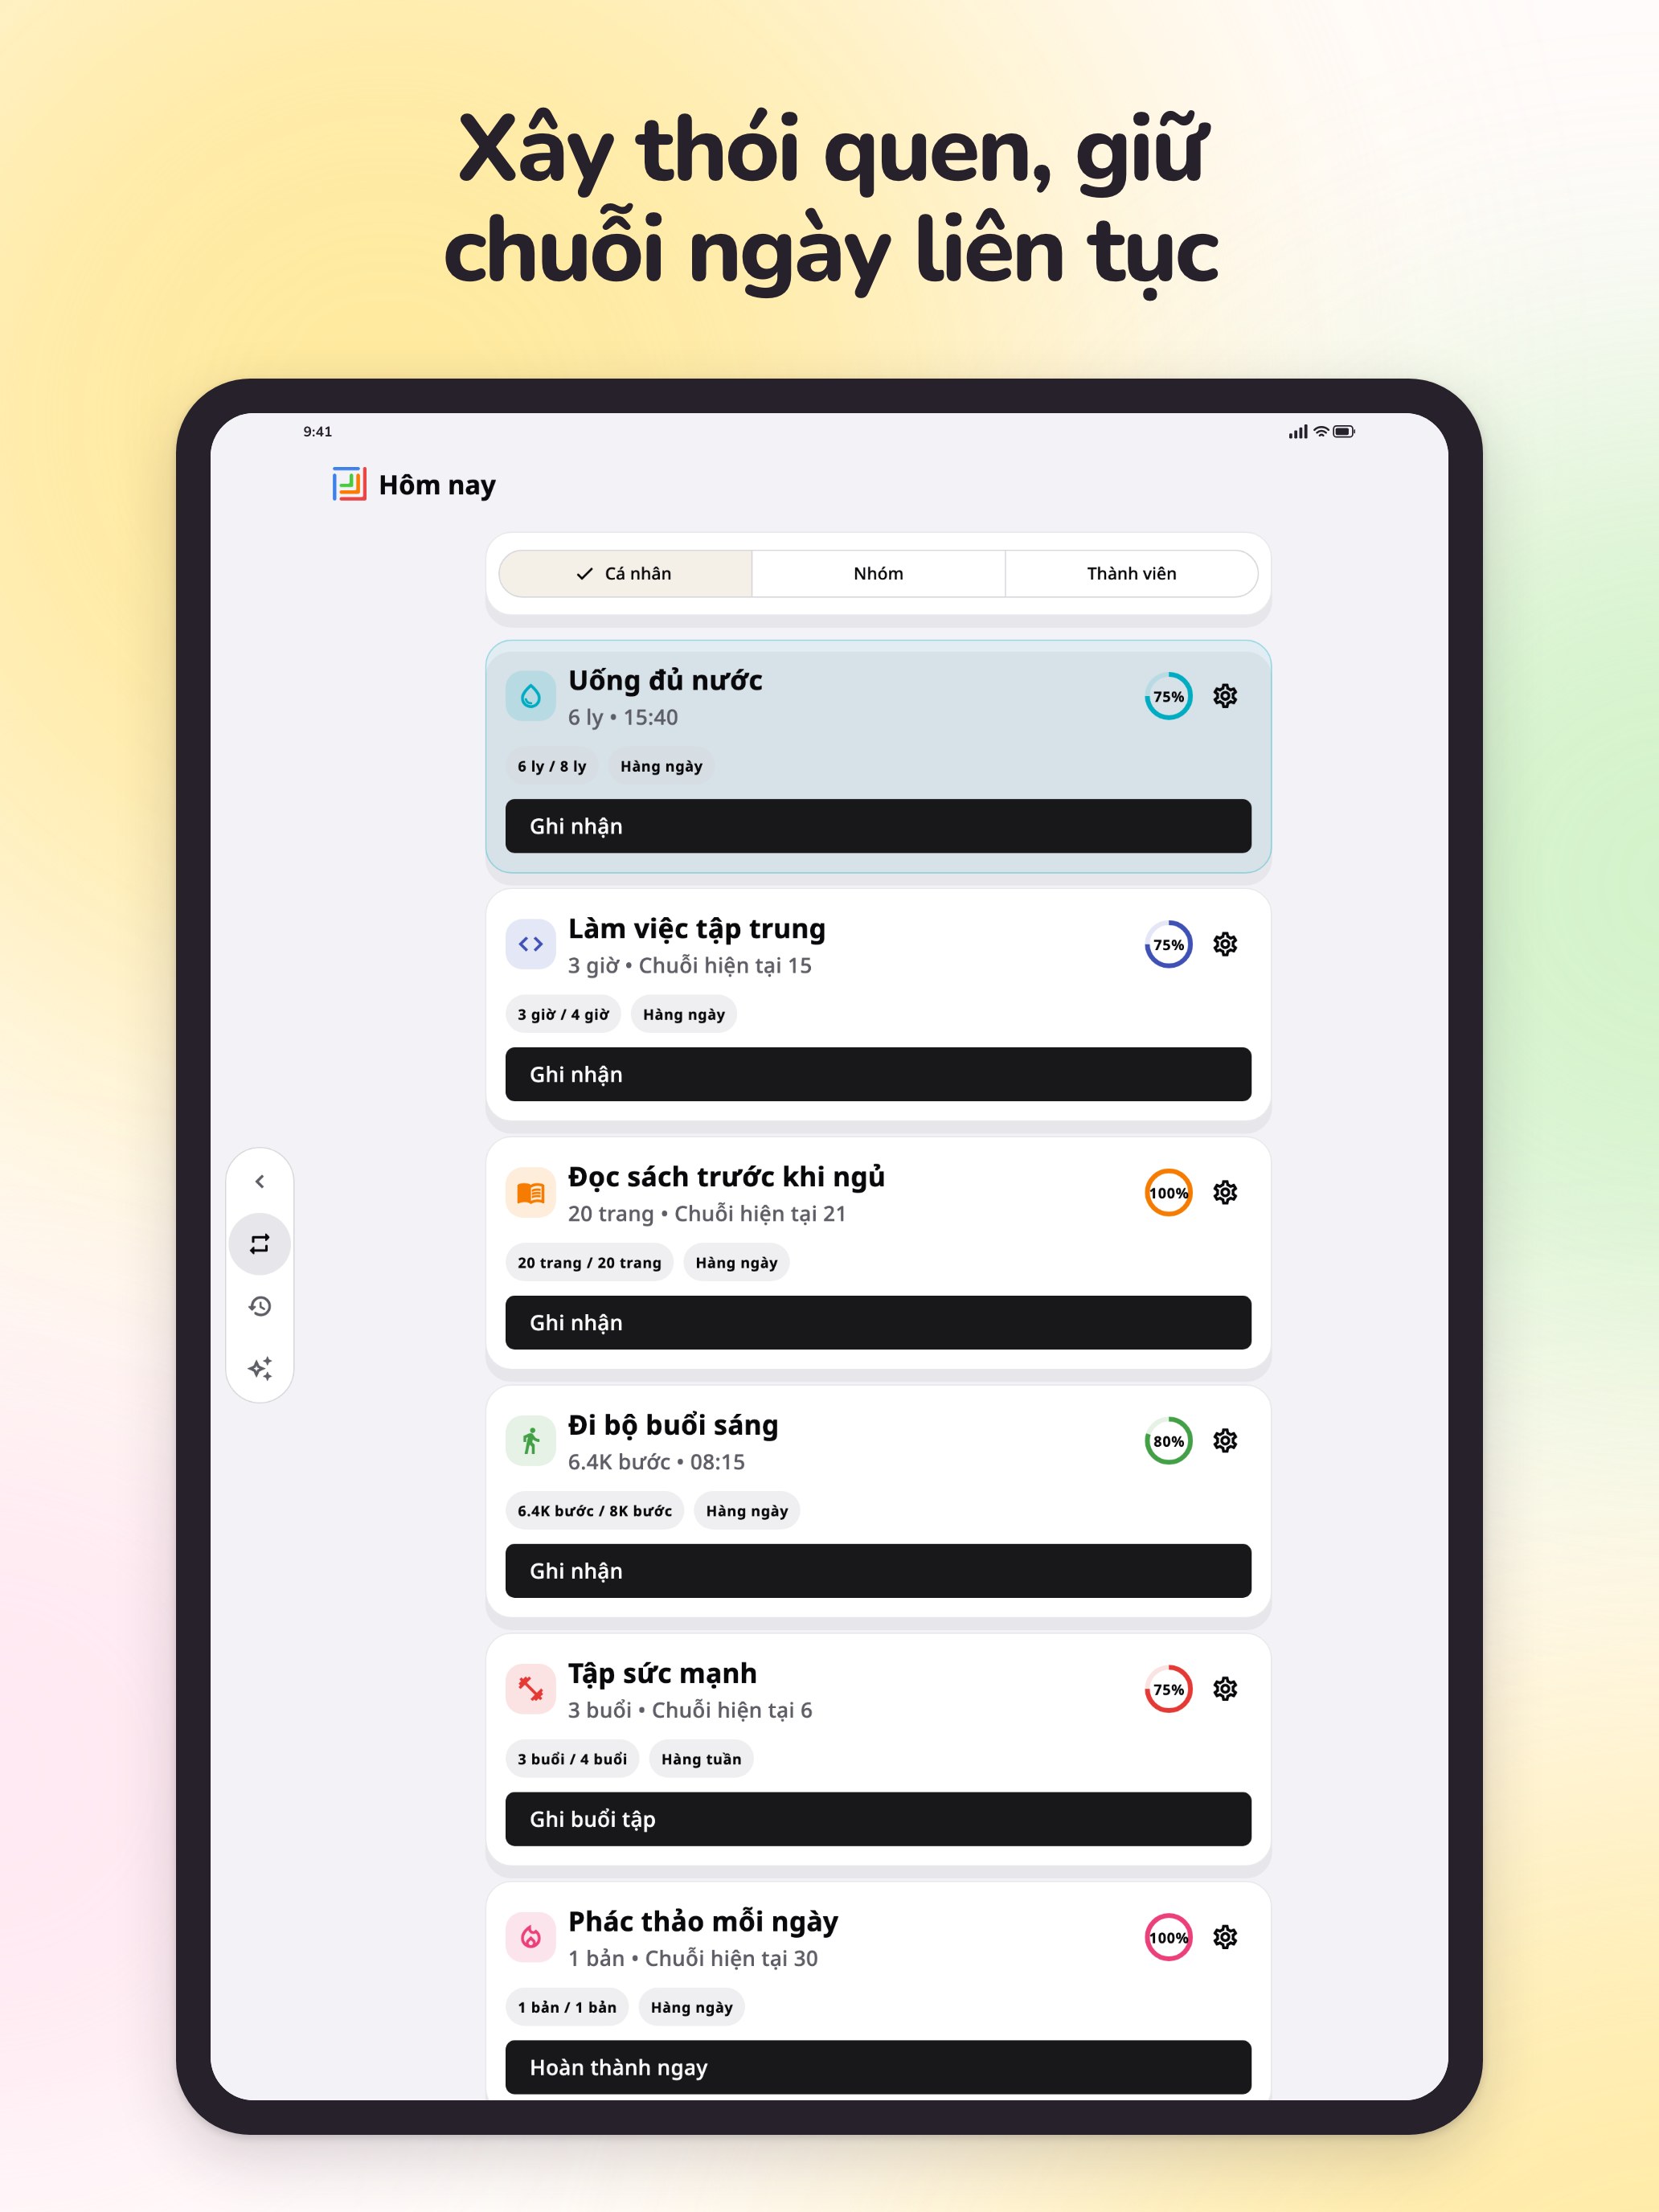 Xây thói quen, giữ
chuỗi ngày liên tục
9:41
Hôm nay
Cá nhân
Nhóm
Thành viên
Uống đủ nước
6 ly • 15:40
75%
6 ly / 8 ly
Hàng ngày
Ghi nhận
Làm việc tập trung
3 giờ • Chuỗi hiện tại 15
75%
3 giờ / 4 giờ
Hàng ngày
Ghi nhận
Đọc sách trước khi ngủ
20 trang • Chuỗi hiện tại 21
100%
20 trang / 20 trang
Hàng ngày
Ghi nhận
Đi bộ buổi sáng
6.4K bước • 08:15
80%
6.4K bước / 8K bước
Hàng ngày
Ghi nhận
Tập sức mạnh
3 buổi • Chuỗi hiện tại 6
75%
3 buổi / 4 buổi
Hàng tuần
Ghi buổi tập
Phác thảo mỗi ngày
1 bản • Chuỗi hiện tại 30
100%
1 bản / 1 bản
Hàng ngày
Hoàn thành ngay